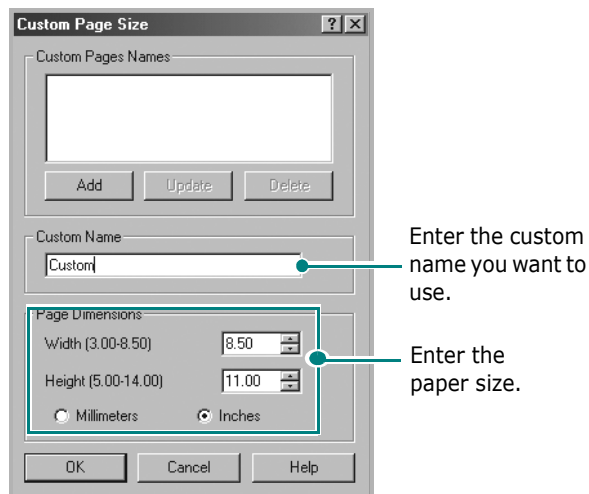 Custom Page Size
Custom Pages Names
Add Update Delete
Custom Name
Custom
Enter the custom
name you want to
use.
Page Dimensions
Width (3.00-8.50) 8.50
Height (5.00-14.00) 11.00
Millimeters Inches
Enter the
paper size.
OK Cancel Help